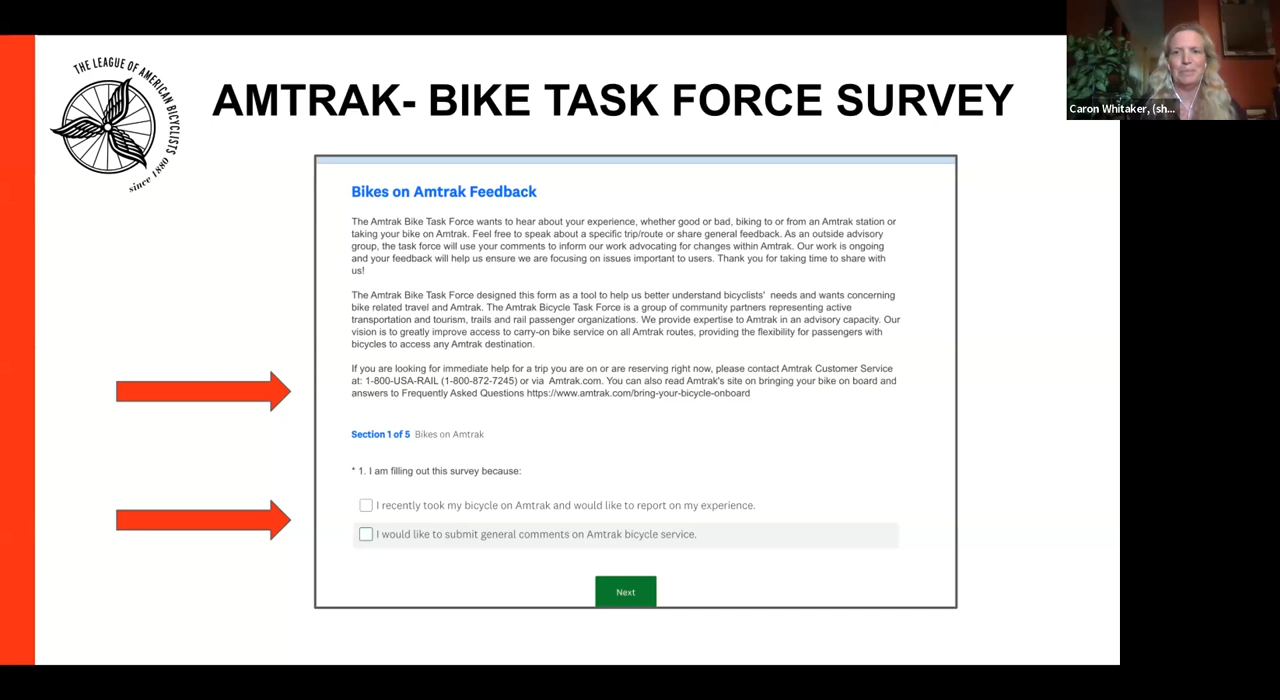 THE LEAGUE OF AMERICAN BICYCLISTS
since 1880
AMTRAK- BIKE TASK FORCE SURVEY
Caron Whitaker, (sh...
Bikes on Amtrak Feedback
The Amtrak Bike Task Force wants to hear about your experience, whether good or bad, biking to or from an Amtrak station or
taking your bike on Amtrak. Feel free to speak about a specific trip/route or share general feedback. As an outside advisory
group, the task force will use your comments to inform our work advocating for changes within Amtrak. Our work is ongoing
and your feedback will help us ensure we are focusing on issues important to users. Thank you for taking time to share with
us!
The Amtrak Bike Task Force designed this form as a tool to help us better understand bicyclists' needs and wants concerning
bike related travel and Amtrak. The Amtrak Bicycle Task Force is a group of community partners representing active
transportation and tourism, trails and rail passenger organizations. We provide expertise to Amtrak in an advisory capacity. Our
vision is to greatly improve access to carry-on bike service on all Amtrak routes, providing the flexibility for passengers with
bicycles to access any Amtrak destination.
If you are looking for immediate help for a trip you are on or are reserving right now, please contact Amtrak Customer Service
at: 1-800-USA-RAIL (1-800-872-7245) or via Amtrak.com. You can also read Amtrak's site on bringing your bike on board and
answers to Frequently Asked Questions https://www.amtrak.com/bring-your-bicycle-onboard
Section 1 of 5 Bikes on Amtrak
* 1. I am filling out this survey because:
I recently took my bicycle on Amtrak and would like to report on my experience.
I would like to submit general comments on Amtrak bicycle service.
Next